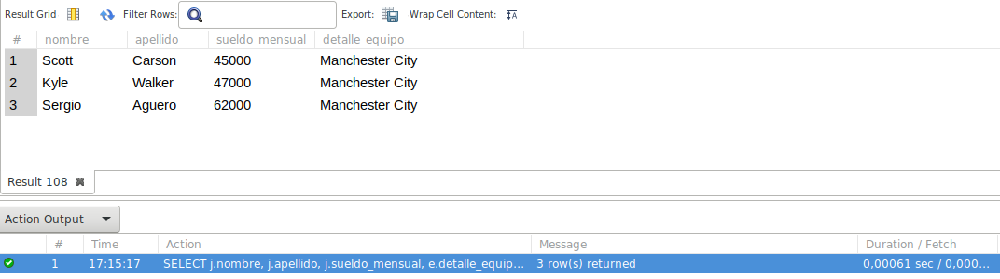 Result Grid Filter Rows: Export: Wrap Cell Content: A
# nombre apellido sueldo_mensual detalle_equipo
1 Scott Carson 45000 Manchester City
2 Kyle Walker 47000 Manchester City
3 Sergio Aguero 62000 Manchester City
Result 108
Action Output
# Time Action Message Duration / Fetch
1 17:15:17 SELECT j.nombre, j.apellido, j.sueldo_mensual, e.detalle_equip... 3 row(s) returned 0,00061 sec / 0,000...